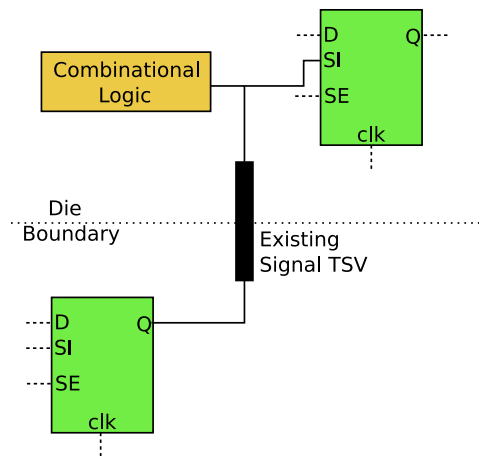 D
Q
SI
SE
clk
Combinational
Logic
Die
Boundary
Existing
Signal TSV
D
Q
SI
SE
clk